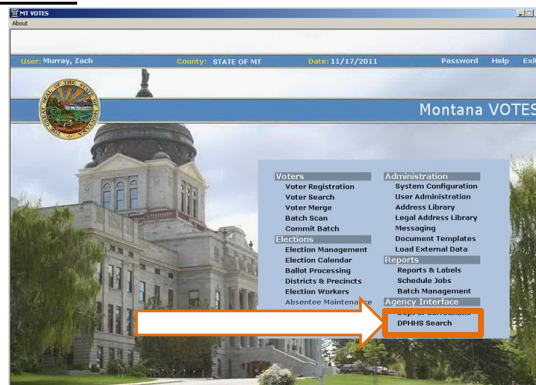 MT VOTES
About
User: Murray, Zach County: STATE OF MT Date: 11/17/2011 Password Help Exit
Montana VOTES
Voters
Voter Registration
Voter Search
Voter Merge
Batch Scan
Commit Batch
Elections
Election Management
Election Calendar
Ballot Processing
Districts & Precincts
Election Workers
Absentee Maintenance
Administration
System Configuration
User Administration
Address Library
Legal Address Library
Messaging
Document Templates
Load External Data
Reports
Reports & Labels
Schedule Jobs
Batch Management
Agency Interface
DPHHS Search